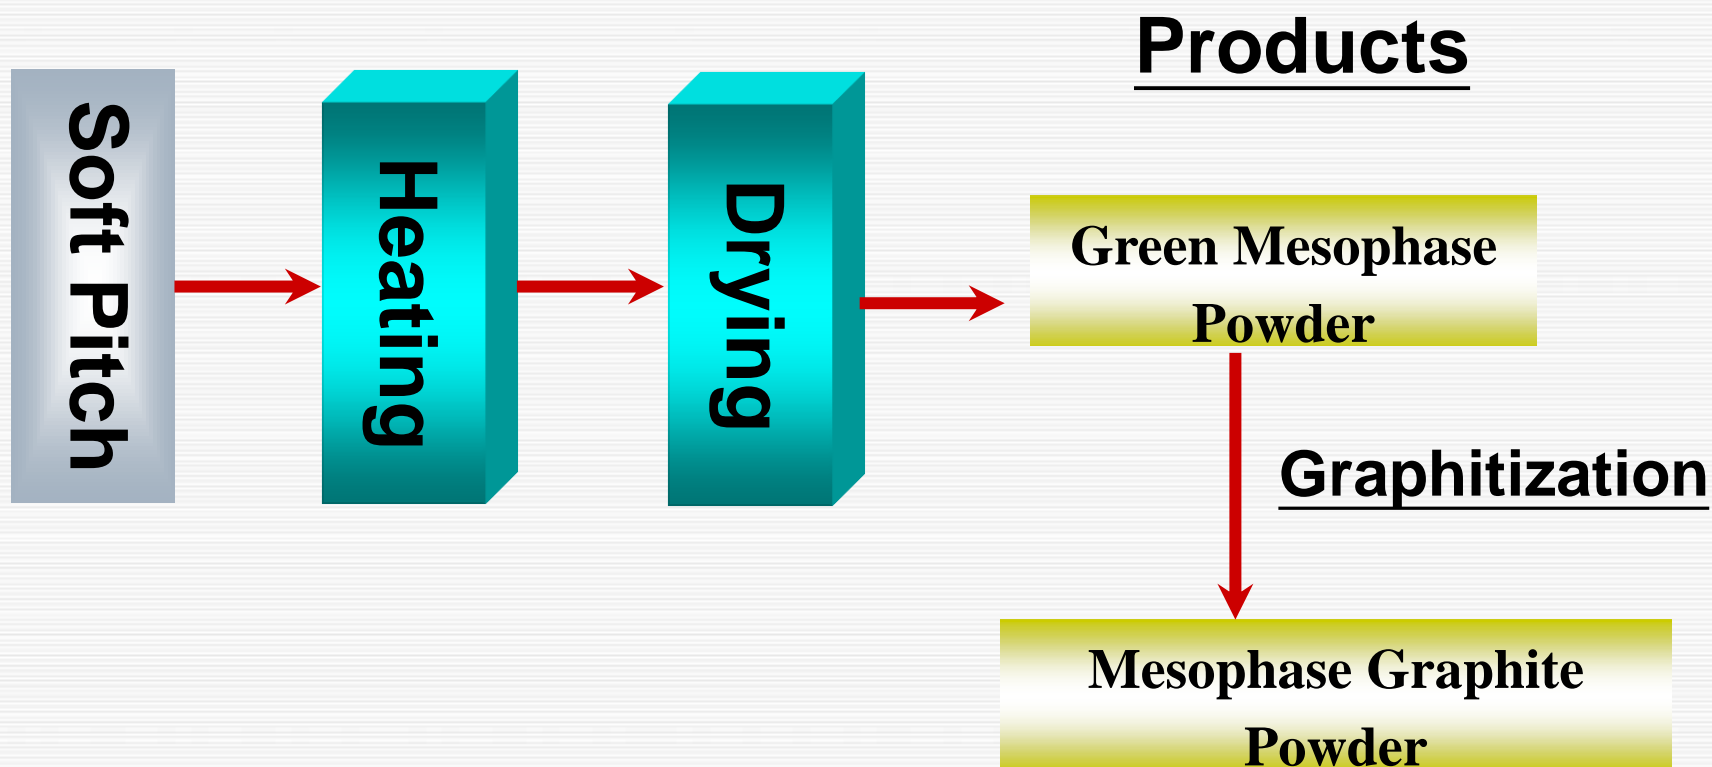 Products
Soft Pitch
Heating
Drying
Green Mesophase
Powder
Graphitization
Mesophase Graphite
Powder